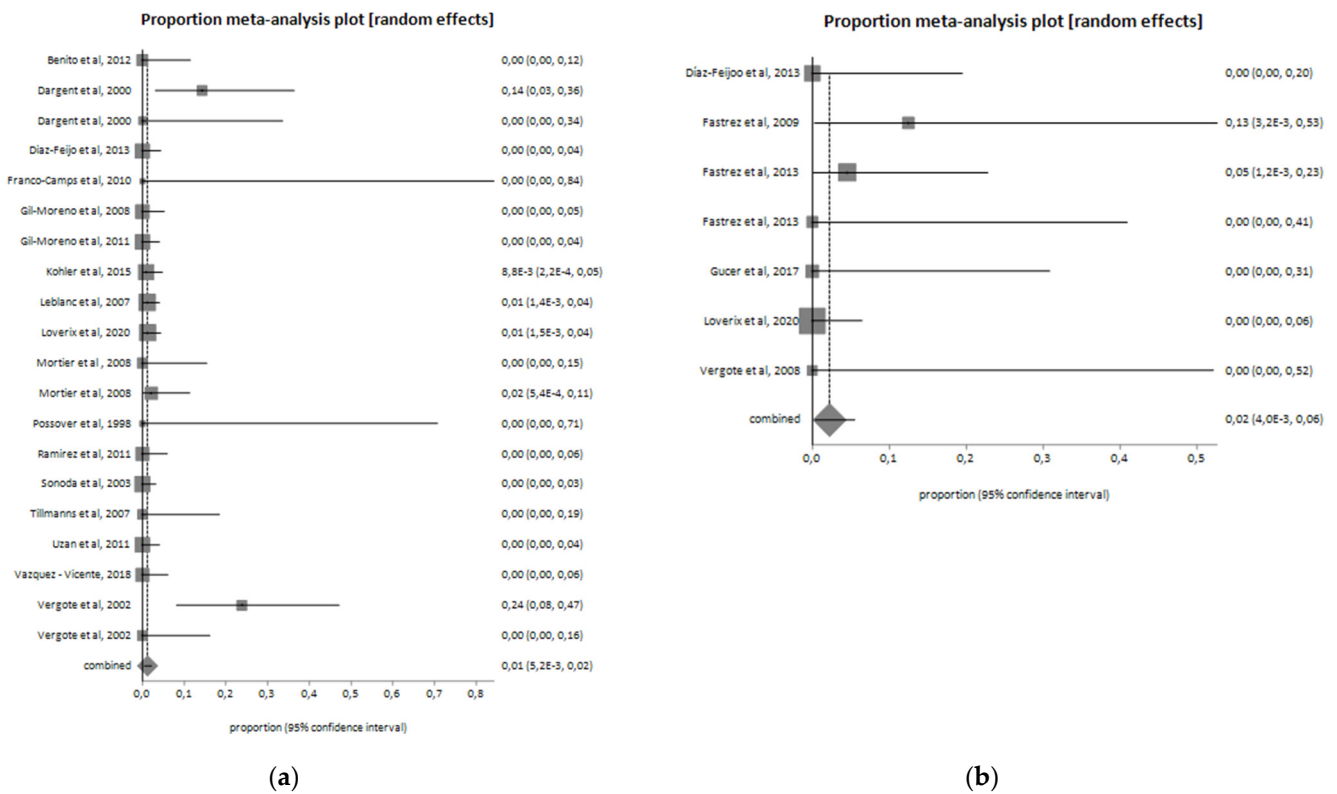 Proportion meta-analysis plot [random effects]
Benito et al, 2012 0,00 (0,00, 0,12)
Dargent et al, 2000 0,14 (0,03, 0,36)
Dargent et al, 2000 0,00 (0,00, 0,34)
Díaz-Feijo et al, 2013 0,00 (0,00, 0,04)
Franco-Camps et al, 2010 0,00 (0,00, 0,84)
Gil-Moreno et al, 2008 0,00 (0,00, 0,05)
Gil-Moreno et al, 2011 0,00 (0,00, 0,04)
Kohler et al, 2015 8,8E-3 (2,2E-4, 0,05)
Leblanc et al, 2007 0,01 (1,4E-3, 0,04)
Loverix et al, 2020 0,01 (1,5E-3, 0,04)
Mortier et al, 2008 0,00 (0,00, 0,15)
Mortier et al, 2008 0,02 (5,4E-4, 0,11)
Possover et al, 1998 0,00 (0,00, 0,71)
Ramirez et al, 2011 0,00 (0,00, 0,06)
Sonoda et al, 2003 0,00 (0,00, 0,03)
Tillmanns et al, 2007 0,00 (0,00, 0,19)
Uzan et al, 2011 0,00 (0,00, 0,04)
Vazquez - Vicente, 2018 0,00 (0,00, 0,06)
Vergote et al, 2002 0,24 (0,08, 0,47)
Vergote et al, 2002 0,00 (0,00, 0,16)
combined 0,01 (5,2E-3, 0,02)
0,0 0,1 0,2 0,3 0,4 0,5 0,6 0,7 0,8
proportion (95% confidence interval)
(a)
Proportion meta-analysis plot [random effects]
Díaz-Feijoo et al, 2013 0,00 (0,00, 0,20)
Fastrez et al, 2009 0,13 (3,2E-3, 0,53)
Fastrez et al, 2013 0,05 (1,2E-3, 0,23)
Fastrez et al, 2013 0,00 (0,00, 0,41)
Gucer et al, 2017 0,00 (0,00, 0,31)
Loverix et al, 2020 0,00 (0,00, 0,06)
Vergote et al, 2008 0,00 (0,00, 0,52)
combined 0,02 (4,0E-3, 0,06)
0,0 0,1 0,2 0,3 0,4 0,5
proportion (95% confidence interval)
(b)